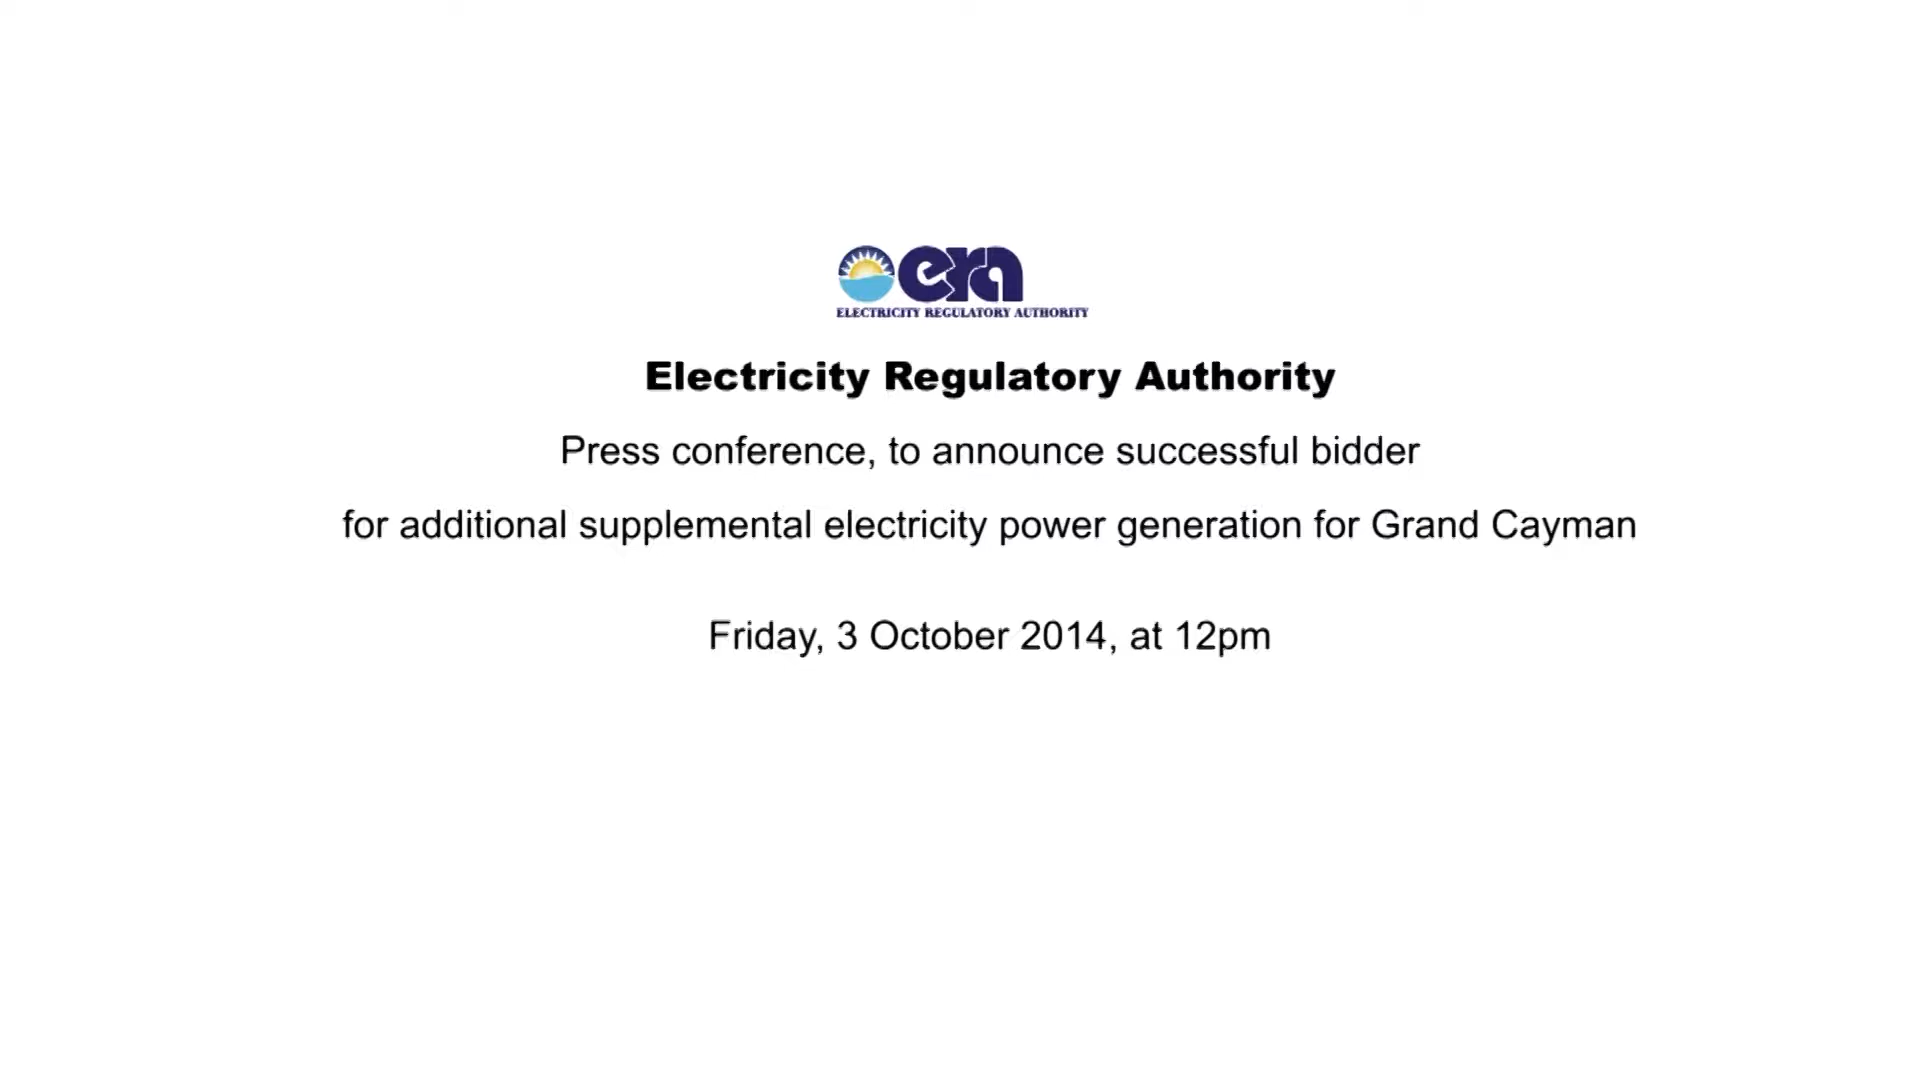 era
ELECTRICITY REGULATORY AUTHORITY
Electricity Regulatory Authority
Press conference, to announce successful bidder
for additional supplemental electricity power generation for Grand Cayman
Friday, 3 October 2014, at 12pm